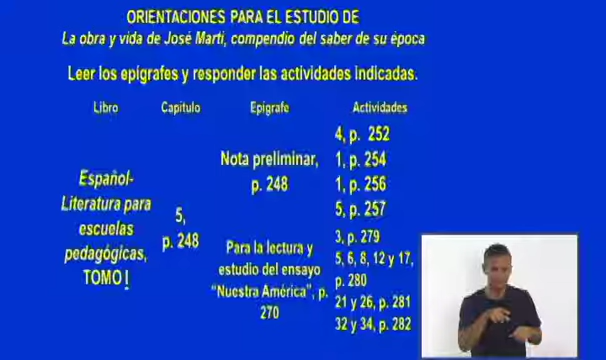 ORIENTACIONES PARA EL ESTUDIO DE
La obra y vida de José Martí, compendio del saber de su época
Leer los epígrafes y responder las actividades indicadas.
Libro Capítulo Epígrafe Actividades
Español-
Literatura para
escuelas
pedagógicas,
TOMO I
5,
p. 248
Nota preliminar,
p. 248
4, p. 252
1, p. 254
1, p. 256
5, p. 257
Para la lectura y
estudio del ensayo
"Nuestra América", p.
270
3, p. 279
5, 6, 8, 12 y 17,
p. 280
21 y 26, p. 281
32 y 34, p. 282